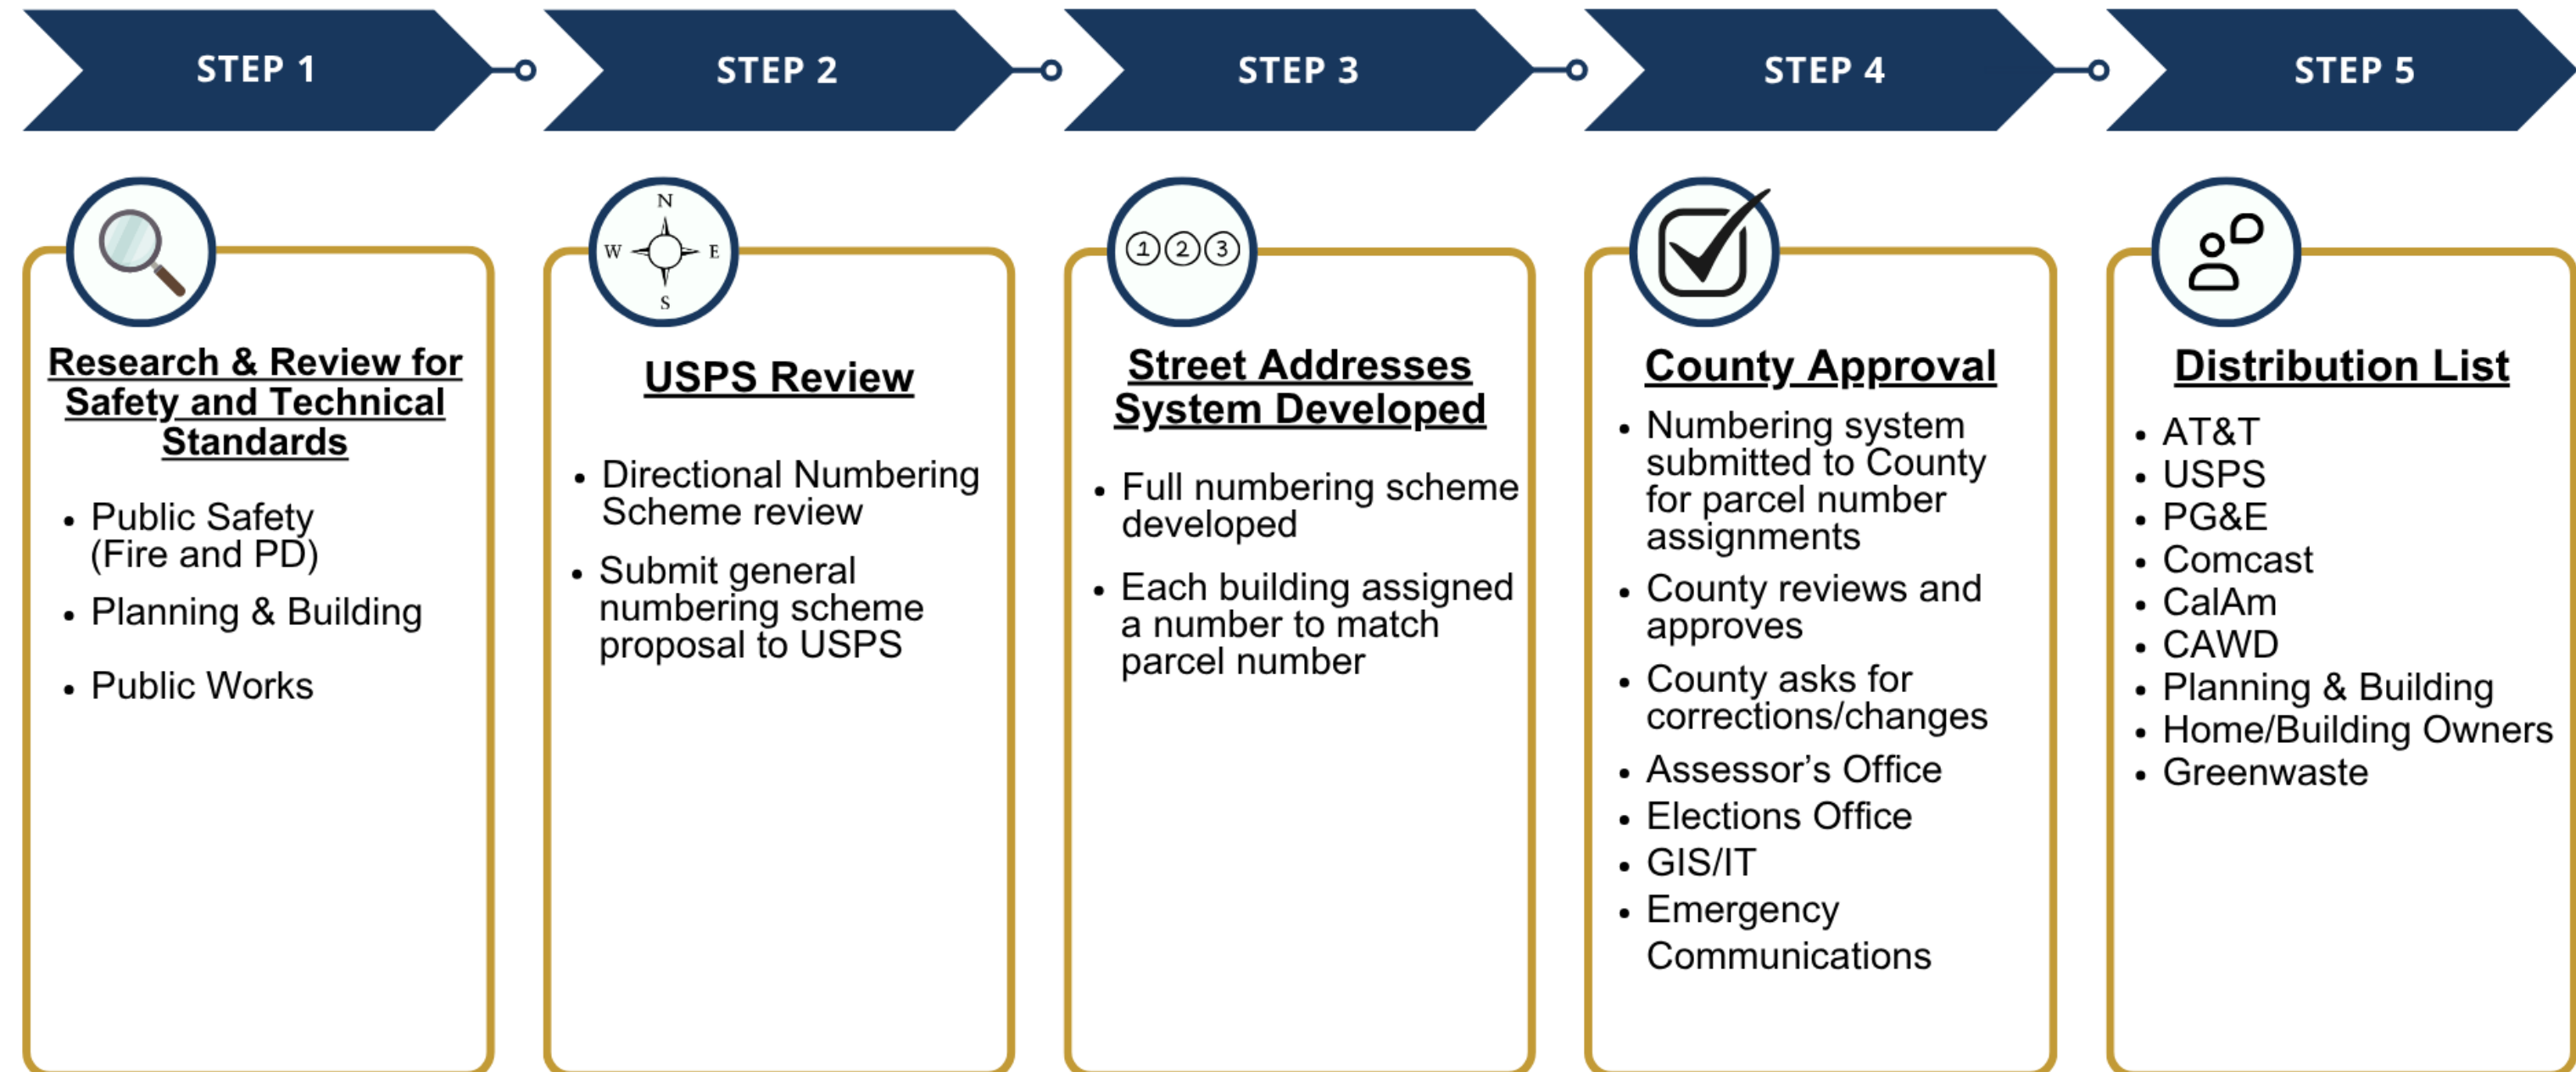 STEP 1
STEP 2
STEP 3
STEP 4
STEP 5
Research & Review for
Safety and Technical
Standards
• Public Safety
(Fire and PD)
• Planning & Building
• Public Works
N
W E
S
USPS Review
• Directional Numbering
Scheme review
• Submit general
numbering scheme
proposal to USPS
1 2 3
Street Addresses
System Developed
• Full numbering scheme
developed
• Each building assigned
a number to match
parcel number
County Approval
• Numbering system
submitted to County
for parcel number
assignments
• County reviews and
approves
• County asks for
corrections/changes
• Assessor’s Office
• Elections Office
• GIS/IT
• Emergency
Communications
Distribution List
• AT&T
• USPS
• PG&E
• Comcast
• CalAm
• CAWD
• Planning & Building
• Home/Building Owners
• Greenwaste